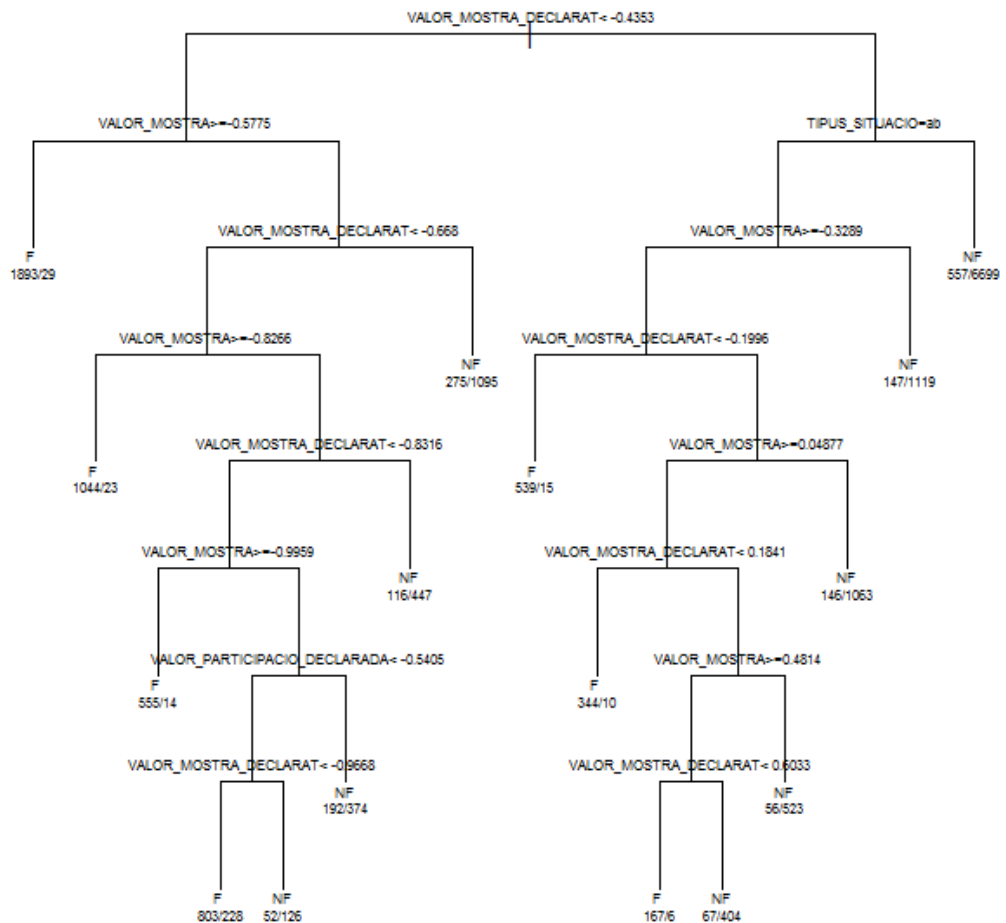 VALOR_MOSTRA_DECLARAT< -0.4353
VALOR_MOSTRA>=-0.5775
TIPUS_SITUACIO=ab
VALOR_MOSTRA_DECLARAT< -0.668
VALOR_MOSTRA>=-0.3289
F
1893/29
NF
557/6699
VALOR_MOSTRA>=-0.8266
VALOR_MOSTRA_DECLARAT< -0.1996
NF
275/1095
NF
147/1119
VALOR_MOSTRA_DECLARAT< -0.8316
VALOR_MOSTRA>=0.04877
F
1044/23
F
539/15
VALOR_MOSTRA>=-0.9959
VALOR_MOSTRA_DECLARAT< 0.1841
NF
116/447
NF
146/1063
VALOR_PARTICIPACIO_DECLARADA< -0.5405
VALOR_MOSTRA>=0.4814
F
555/14
F
344/10
VALOR_MOSTRA_DECLARAT< -0.9668
VALOR_MOSTRA_DECLARAT< 0.6033
NF
192/374
NF
56/523
F
803/228
NF
52/126
F
167/6
NF
67/404